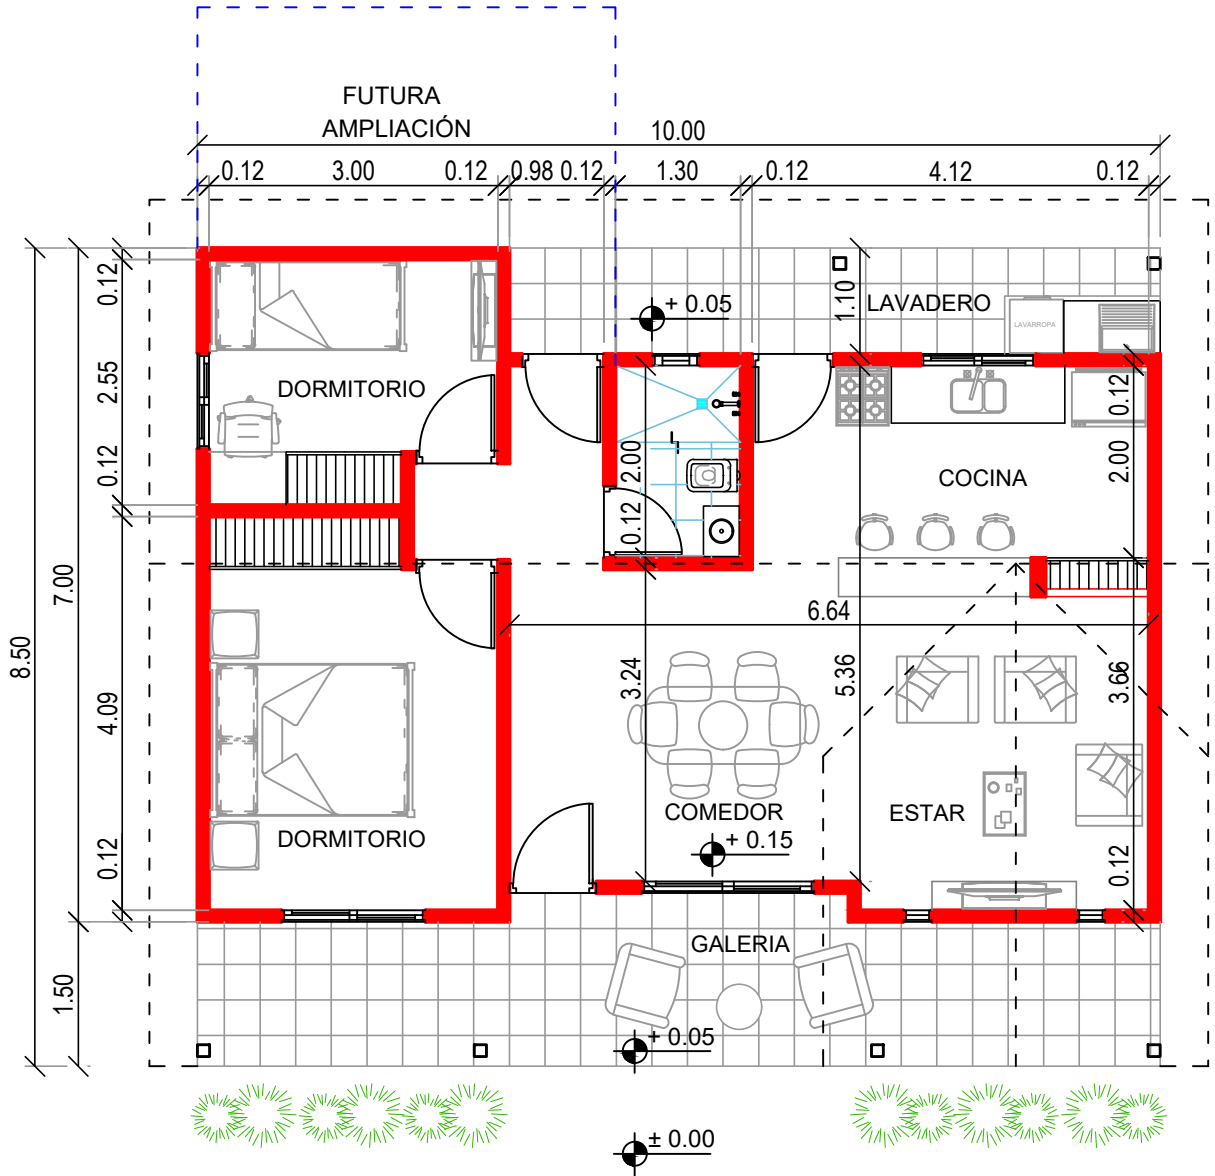 FUTURA
AMPLIACIÓN
10.00
0.12 3.00 0.12 0.98 0.12 1.30 0.12 4.12 0.12
+ 0.05
LAVADERO
LAVARROPA
1.10
0.12
2.55
0.12
DORMITORIO
0.12
2.00
COCINA
2.00
0.12
7.00
8.50
4.09
0.12
6.64
3.24
5.36
3.66
COMEDOR
ESTAR
+ 0.15
DORMITORIO
0.12
GALERIA
1.50
+ 0.05
± 0.00